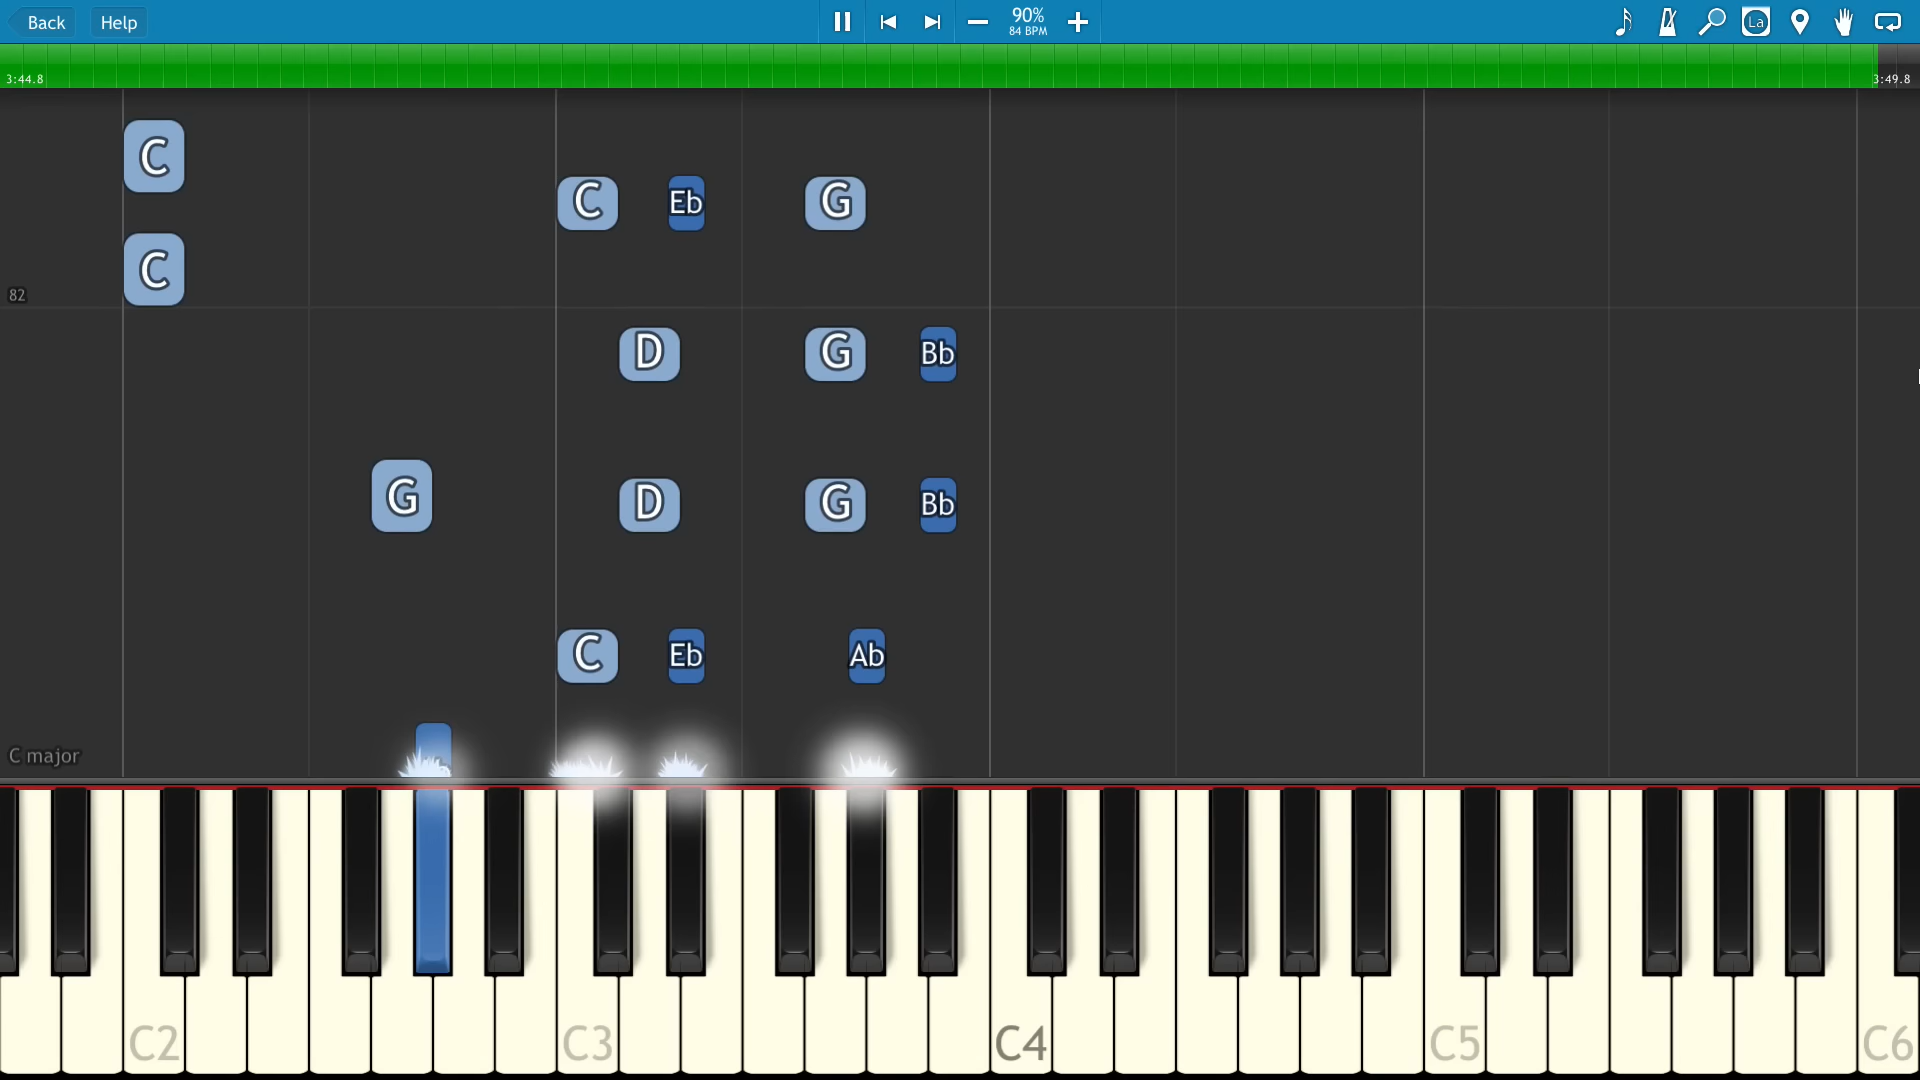 Back Help 90% La
84 BPM
3:44.8 3:49.8
C
C Eb G
C
82
D G Bb
G D G Bb
C Eb Ab
C major
C2 C3 C4 C5 C6